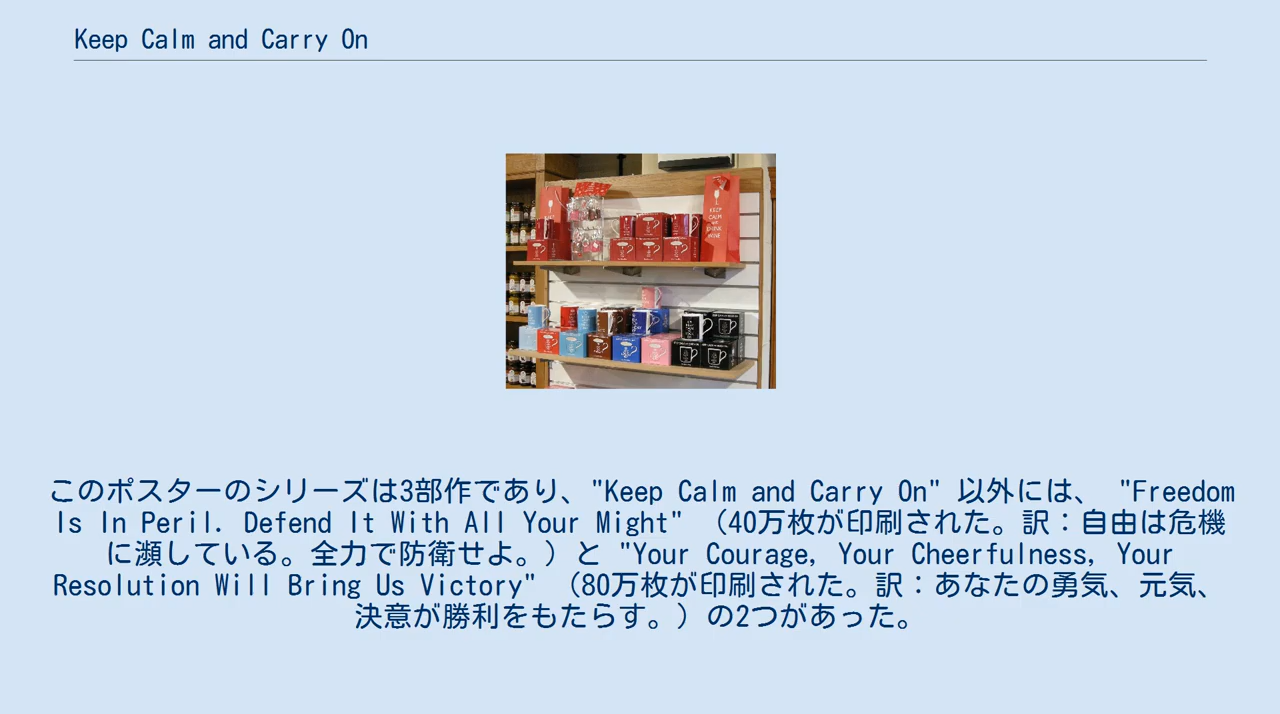 Keep Calm and Carry On
KEEP
CALM
DRINK
WINE
このポスターのシリーズは3部作であり、"Keep Calm and Carry On" 以外には、 "Freedom
Is In Peril. Defend It With All Your Might" （40万枚が印刷された。訳：自由は危機
に瀕している。全力で防衛せよ。）と "Your Courage, Your Cheerfulness, Your
Resolution Will Bring Us Victory" （80万枚が印刷された。訳：あなたの勇気、元気、
決意が勝利をもたらす。）の2つがあった。